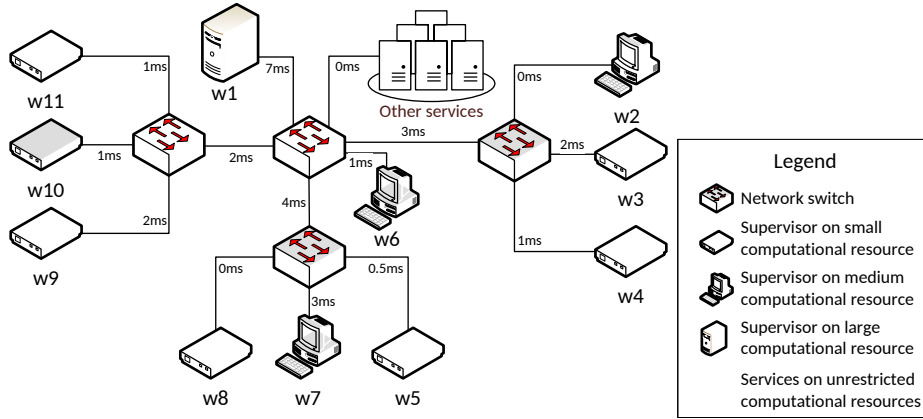 1ms
w11
w1
7ms
0ms
Other services
0ms
w2
1ms
w10
2ms
3ms
2ms
w3
1ms
w6
2ms
w9
4ms
1ms
w4
0ms
3ms
0.5ms
w8
w7
w5
Legend
Network switch
Supervisor on small
computational resource
Supervisor on medium
computational resource
Supervisor on large
computational resource
Services on unrestricted
computational resources